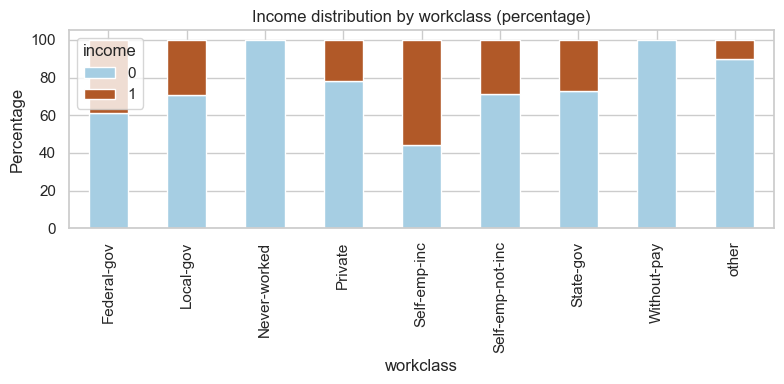 Income distribution by workclass (percentage)
income
0
1
Percentage
100
80
60
40
20
0
Federal-gov
Local-gov
Never-worked
Private
Self-emp-inc
Self-emp-not-inc
State-gov
Without-pay
other
workclass